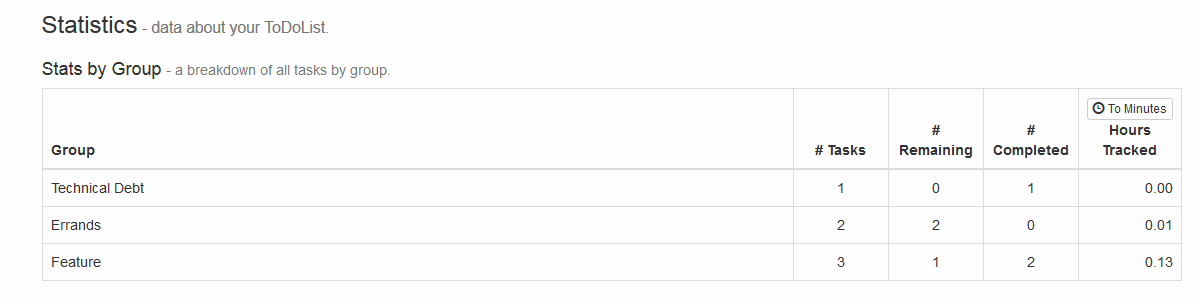 Statistics - data about your ToDoList.
Stats by Group - a breakdown of all tasks by group.
To Minutes
# # Hours
Group # Tasks Remaining Completed Tracked
Technical Debt 1 0 1 0.00
Errands 2 2 0 0.01
Feature 3 1 2 0.13